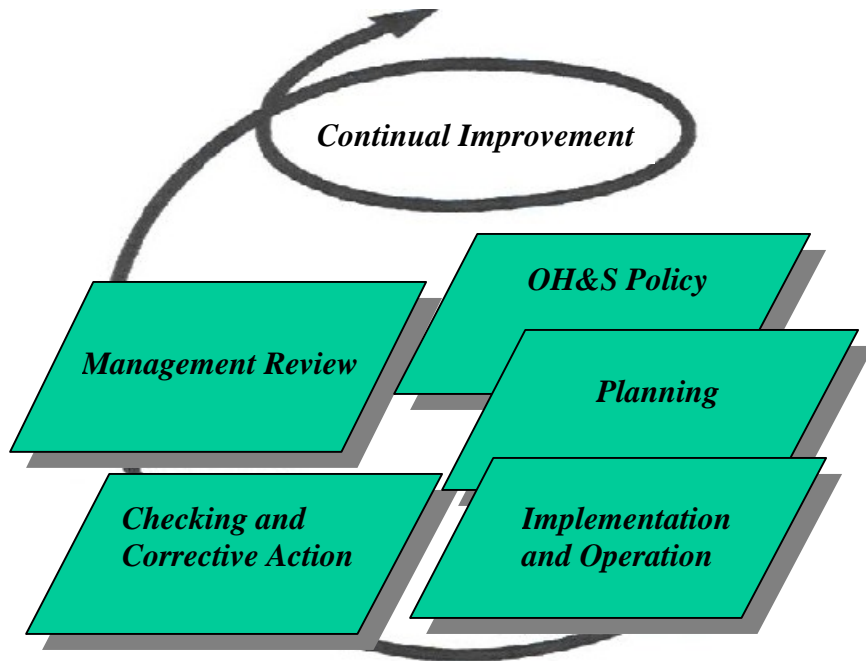 Continual Improvement
OH&S Policy
Management Review
Planning
Checking and
Corrective Action
Implementation
and Operation